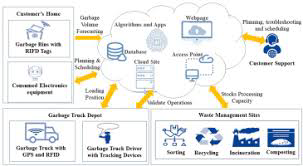 Customer's Home
Garbage Bins with
RIFD Tags
Consumed Electronics
equipment
Garbage
Volume
Forecasting
Algorithms and Apps
Webpage
Database
Cloud Site
Access Point
Planning, troubleshooting
and scheduling
Customer Support
Planning &
Scheduling
Loading
Position
Validate Operations
Stocks Processing
Capacity
Garbage Truck Depot
Garbage Truck with
GPS and RFID
Garbage Truck Driver
with Tracking Devices
Waste Management Sites
Sorting
Recycling
Incineration
Composting